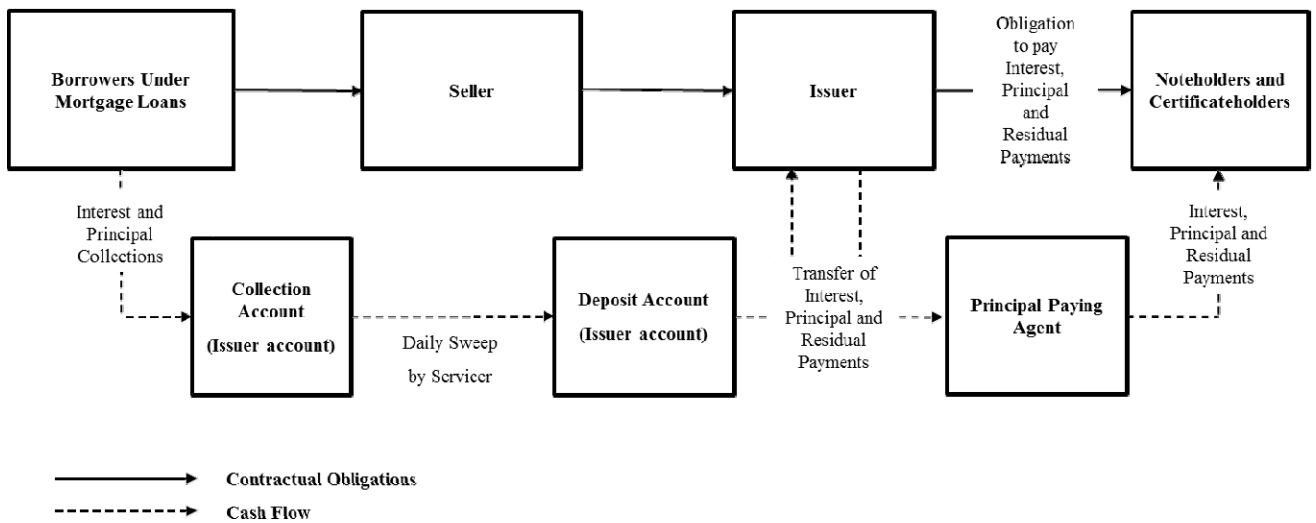 Borrowers Under
Mortgage Loans
Seller
Issuer
Obligation
to pay
Interest,
Principal
and
Residual
Payments
Noteholders and
Certificateholders
Interest and
Principal
Collections
Collection
Account
(Issuer account)
Daily Sweep
by Servicer
Deposit Account
(Issuer account)
Transfer of
Interest,
Principal and
Residual
Payments
Principal Paying
Agent
Interest,
Principal and
Residual
Payments
Contractual Obligations
Cash Flow